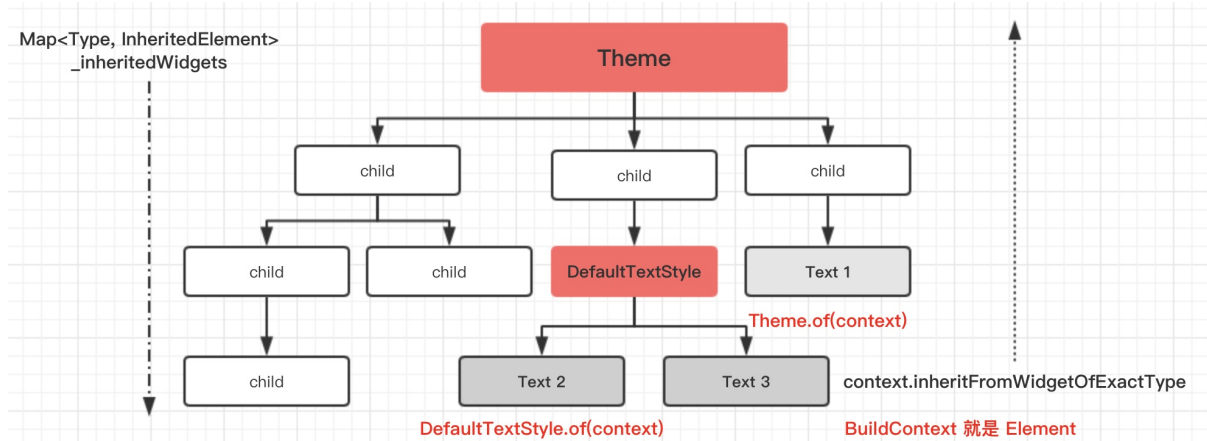 Map<Type, InheritedElement>
_inheritedWidgets
Theme
child
child
child
child
child
DefaultTextStyle
Text 1
Theme.of(context)
child
Text 2
Text 3
context.inheritFromWidgetOfExactType
DefaultTextStyle.of(context)
BuildContext 就是 Element